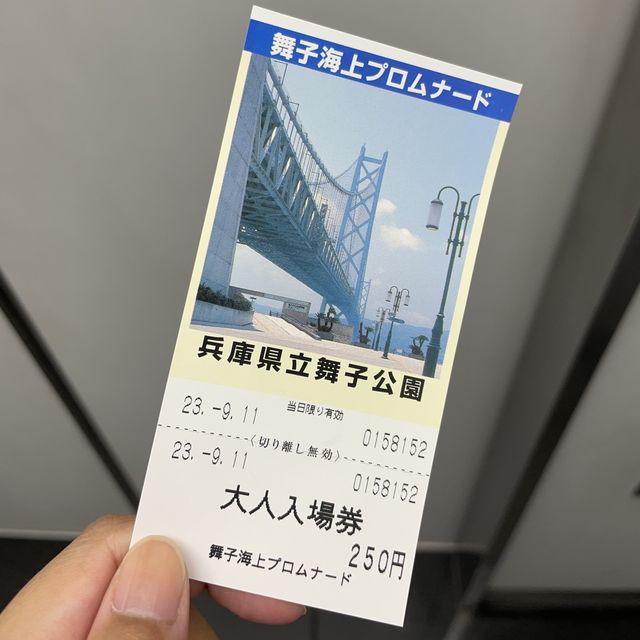 舞子海上プロムナード
兵庫県立舞子公園
23.-9.11 当日限り有効 0158152
〈切り離し無効〉
23.-9.11 0158152
大人入場券
250円
舞子海上プロムナード